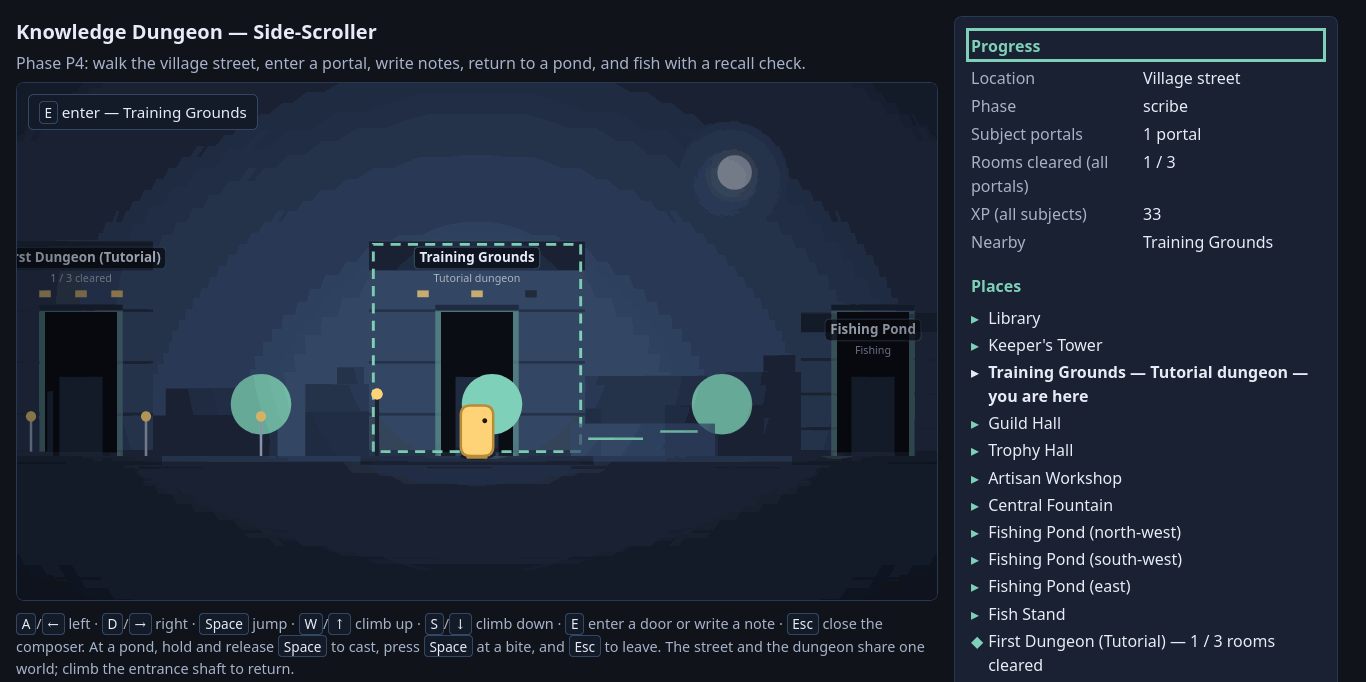 Knowledge Dungeon — Side-Scroller
Phase P4: walk the village street, enter a portal, write notes, return to a pond, and fish with a recall check.
E enter — Training Grounds
rst Dungeon (Tutorial)
1 / 3 cleared
Training Grounds
Tutorial dungeon
Fishing Pond
Fishing
A/← left · D/→ right · Space jump · W/↑ climb up · S/↓ climb down · E enter a door or write a note · Esc close the
composer. At a pond, hold and release Space to cast, press Space at a bite, and Esc to leave. The street and the dungeon share one
world; climb the entrance shaft to return.
Progress
Location Village street
Phase scribe
Subject portals 1 portal
Rooms cleared (all 1 / 3
portals)
XP (all subjects) 33
Nearby Training Grounds
Places
▸ Library
▸ Keeper's Tower
▸ Training Grounds — Tutorial dungeon —
you are here
▸ Guild Hall
▸ Trophy Hall
▸ Artisan Workshop
▸ Central Fountain
▸ Fishing Pond (north-west)
▸ Fishing Pond (south-west)
▸ Fishing Pond (east)
▸ Fish Stand
◆ First Dungeon (Tutorial) — 1 / 3 rooms
cleared